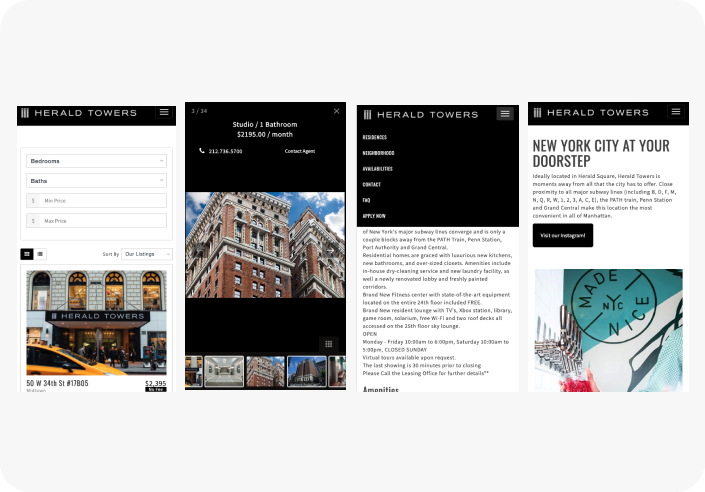 HERALD TOWERS
Bedrooms
Baths
$ Min Price
$ Max Price
Sort By Our Listings
HERALD TOWERS
50 W 34th St #17B05 $2,395
Midtown No Fee
3 / 34
Studio / 1 Bathroom
$2195.00 / month
212.736.5700 Contact Agent
HERALD TOWERS
RESIDENCES
NEIGHBORHOOD
AVAILABILITIES
CONTACT
FAQ
APPLY NOW
of New York's major subway lines converge and is only a
couple blocks away from the PATH Train, Penn Station,
Port Authority and Grand Central.
Residential homes are graced with luxurious new kitchens,
new bathrooms, and over-sized closets. Amenities include
in-house dry-cleaning service and new laundry facility, as
well a newly renovated lobby and freshly painted
corridors.
Brand New Fitness center with state-of-the-art equipment
located on the entire 24th floor included FREE.
Brand New resident lounge with TV's, Xbox station, library,
game room, solarium, free Wi-Fi and two roof decks all
accessed on the 25th floor sky lounge.
OPEN
Monday - Friday 10:00am to 6:00pm, Saturday 10:00am to
5:00pm, CLOSED SUNDAY
Virtual tours available upon request.
The last showing is 30 minutes prior to closing
Please Call the Leasing Office for further details**
Amenities
HERALD TOWERS
NEW YORK CITY AT YOUR
DOORSTEP
Ideally located in Herald Square, Herald Towers is
moments away from all that the city has to offer. Close
proximity to all major subway lines (including B, D, F, M,
N, Q, R, W, 1, 2, 3, A, C, E), the PATH train, Penn Station
and Grand Central make this location the most
convenient in all of Manhattan.
Visit our Instagram!
MADE
NYC
NICE